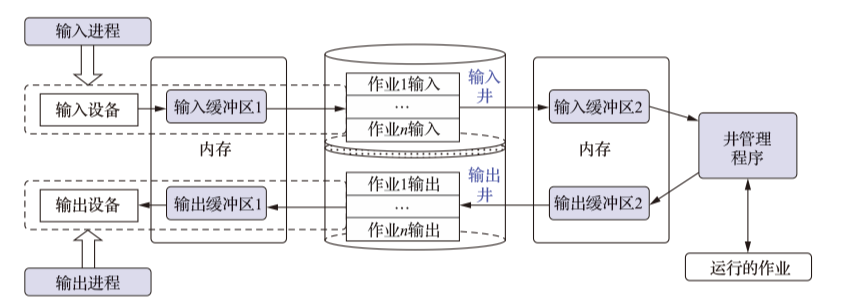 输入进程
输入设备
输入缓冲区1
作业1输入
…
作业n输入
输入
井
输入缓冲区2
内存
内存
井管理
程序
输出设备
输出缓冲区1
作业1输出
…
作业n输出
输出
井
输出缓冲区2
输出进程
运行的作业